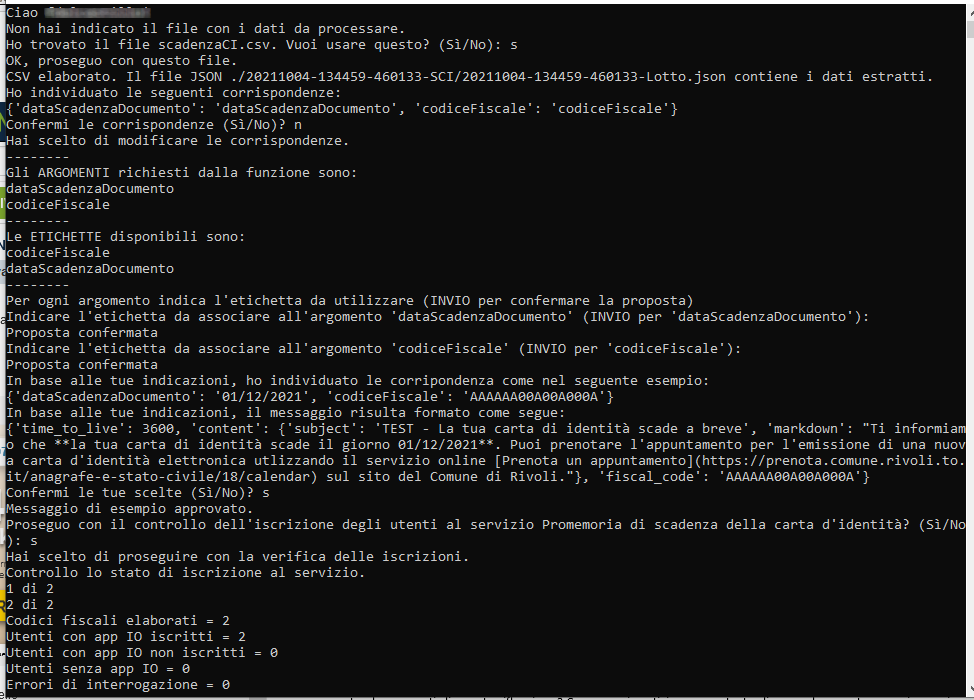 Ciao
Non hai indicato il file con i dati da processare.
Ho trovato il file scadenzaCI.csv. Vuoi usare questo? (Sì/No): s
OK, proseguo con questo file.
CSV elaborato. Il file JSON ./20211004-134459-460133-SCI/20211004-134459-460133-Lotto.json contiene i dati estratti.
Ho individuato le seguenti corrispondenze:
{'dataScadenzaDocumento': 'dataScadenzaDocumento', 'codiceFiscale': 'codiceFiscale'}
Confermi le corrispondenze (Sì/No)? n
Hai scelto di modificare le corrispondenze.
--------
Gli ARGOMENTI richiesti dalla funzione sono:
dataScadenzaDocumento
codiceFiscale
--------
Le ETICHETTE disponibili sono:
codiceFiscale
dataScadenzaDocumento
--------
Per ogni argomento indica l'etichetta da utilizzare (INVIO per confermare la proposta)
Indicare l'etichetta da associare all'argomento 'dataScadenzaDocumento' (INVIO per 'dataScadenzaDocumento'):
Proposta confermata
Indicare l'etichetta da associare all'argomento 'codiceFiscale' (INVIO per 'codiceFiscale'):
Proposta confermata
In base alle tue indicazioni, ho individuato le corripondenza come nel seguente esempio:
{'dataScadenzaDocumento': '01/12/2021', 'codiceFiscale': 'AAAAAA00A00A000A'}
In base alle tue indicazioni, il messaggio risulta formato come segue:
{'time_to_live': 3600, 'content': {'subject': 'TEST - La tua carta di identità scade a breve', 'markdown': "Ti informiam
o che **la tua carta di identità scade il giorno 01/12/2021**. Puoi prenotare l'appuntamento per l'emissione di una nuov
a carta d'identità elettronica utlizzando il servizio online [Prenota un appuntamento](https://prenota.comune.rivoli.to.
it/anagrafe-e-stato-civile/18/calendar) sul sito del Comune di Rivoli."}, 'fiscal_code': 'AAAAAA00A00A000A'}
Confermi le tue scelte (Sì/No)? s
Messaggio di esempio approvato.
Proseguo con il controllo dell'iscrizione degli utenti al servizio Promemoria di scadenza della carta d'identità? (Sì/No
): s
Hai scelto di proseguire con la verifica delle iscrizioni.
Controllo lo stato di iscrizione al servizio.
1 di 2
2 di 2
Codici fiscali elaborati = 2
Utenti con app IO iscritti = 2
Utenti con app IO non iscritti = 0
Utenti senza app IO = 0
Errori di interrogazione = 0